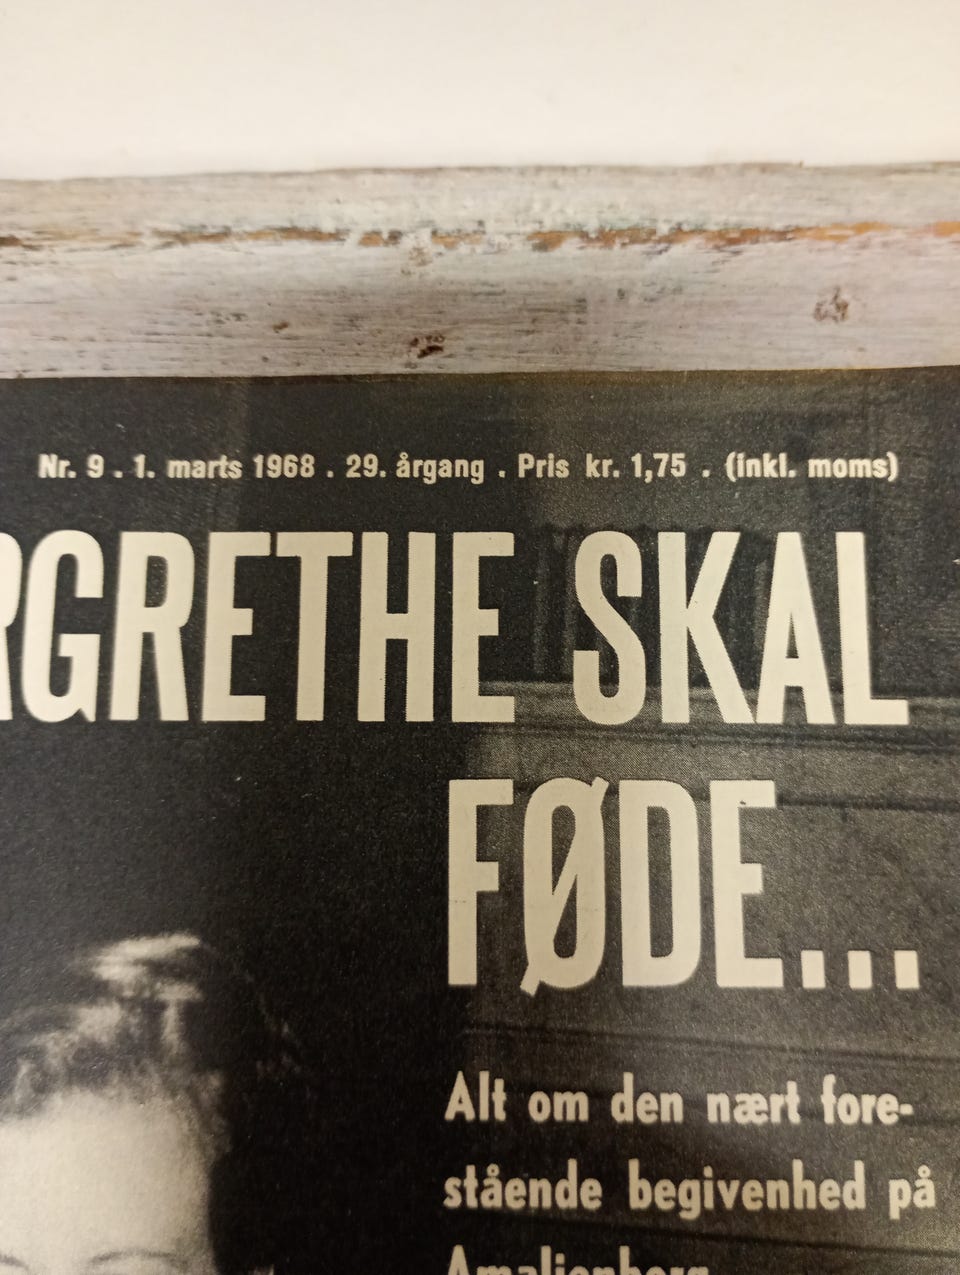 Nr. 9 . 1. marts 1968 . 29. årgang . Pris kr. 1,75 . (inkl. moms)
RGRETHE SKAL
FØDE...
Alt om den nært fore-
stående begivenhed på
Amalienborg